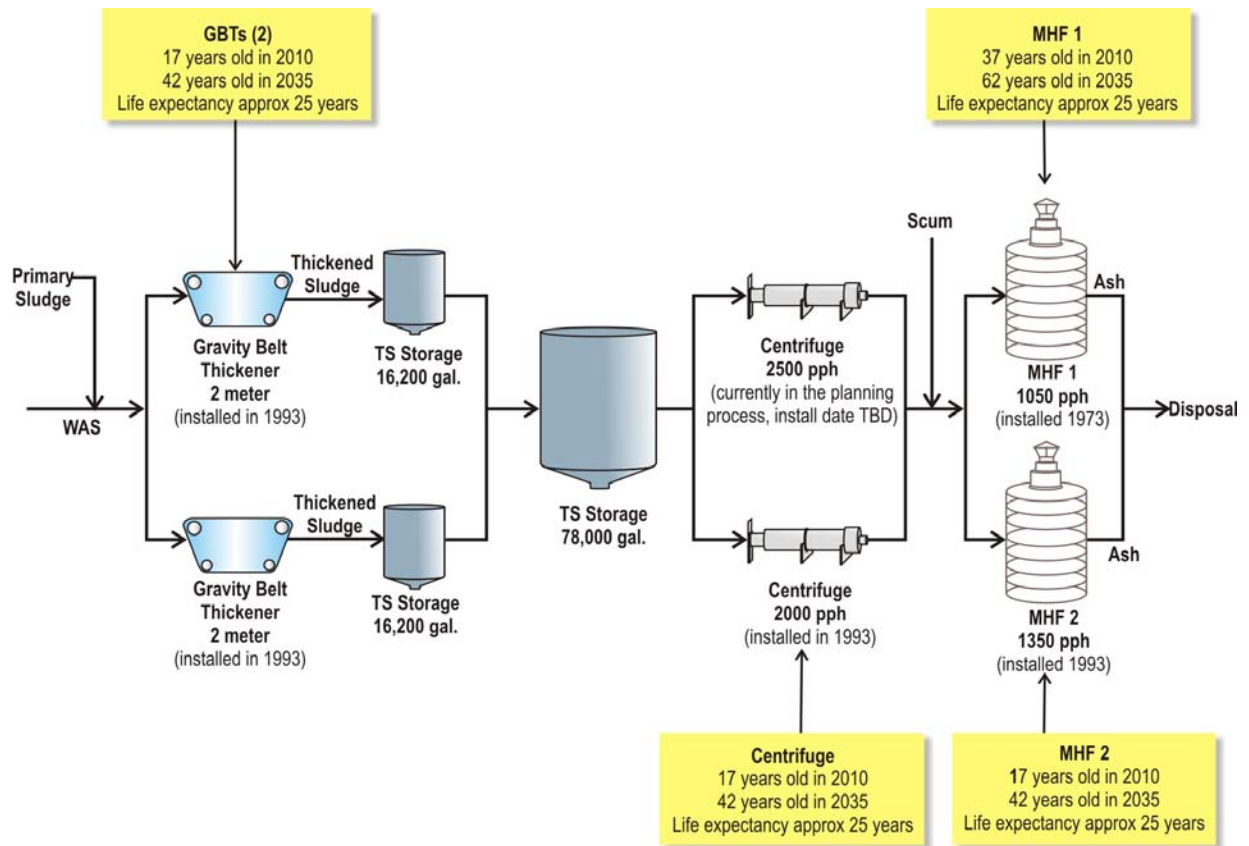 GBTs (2)
17 years old in 2010
42 years old in 2035
Life expectancy approx 25 years
MHF 1
37 years old in 2010
62 years old in 2035
Life expectancy approx 25 years
Primary
Sludge
WAS
Thickened
Sludge
Gravity Belt
Thickener
2 meter
(installed in 1993)
TS Storage
16,200 gal.
Thickened
Sludge
Gravity Belt
Thickener
2 meter
(installed in 1993)
TS Storage
16,200 gal.
TS Storage
78,000 gal.
Centrifuge
2500 pph
(currently in the planning
process, install date TBD)
Centrifuge
2000 pph
(installed in 1993)
Scum
Ash
MHF 1
1050 pph
(installed 1973)
Disposal
Ash
MHF 2
1350 pph
(installed 1993)
Centrifuge
17 years old in 2010
42 years old in 2035
Life expectancy approx 25 years
MHF 2
17 years old in 2010
42 years old in 2035
Life expectancy approx 25 years